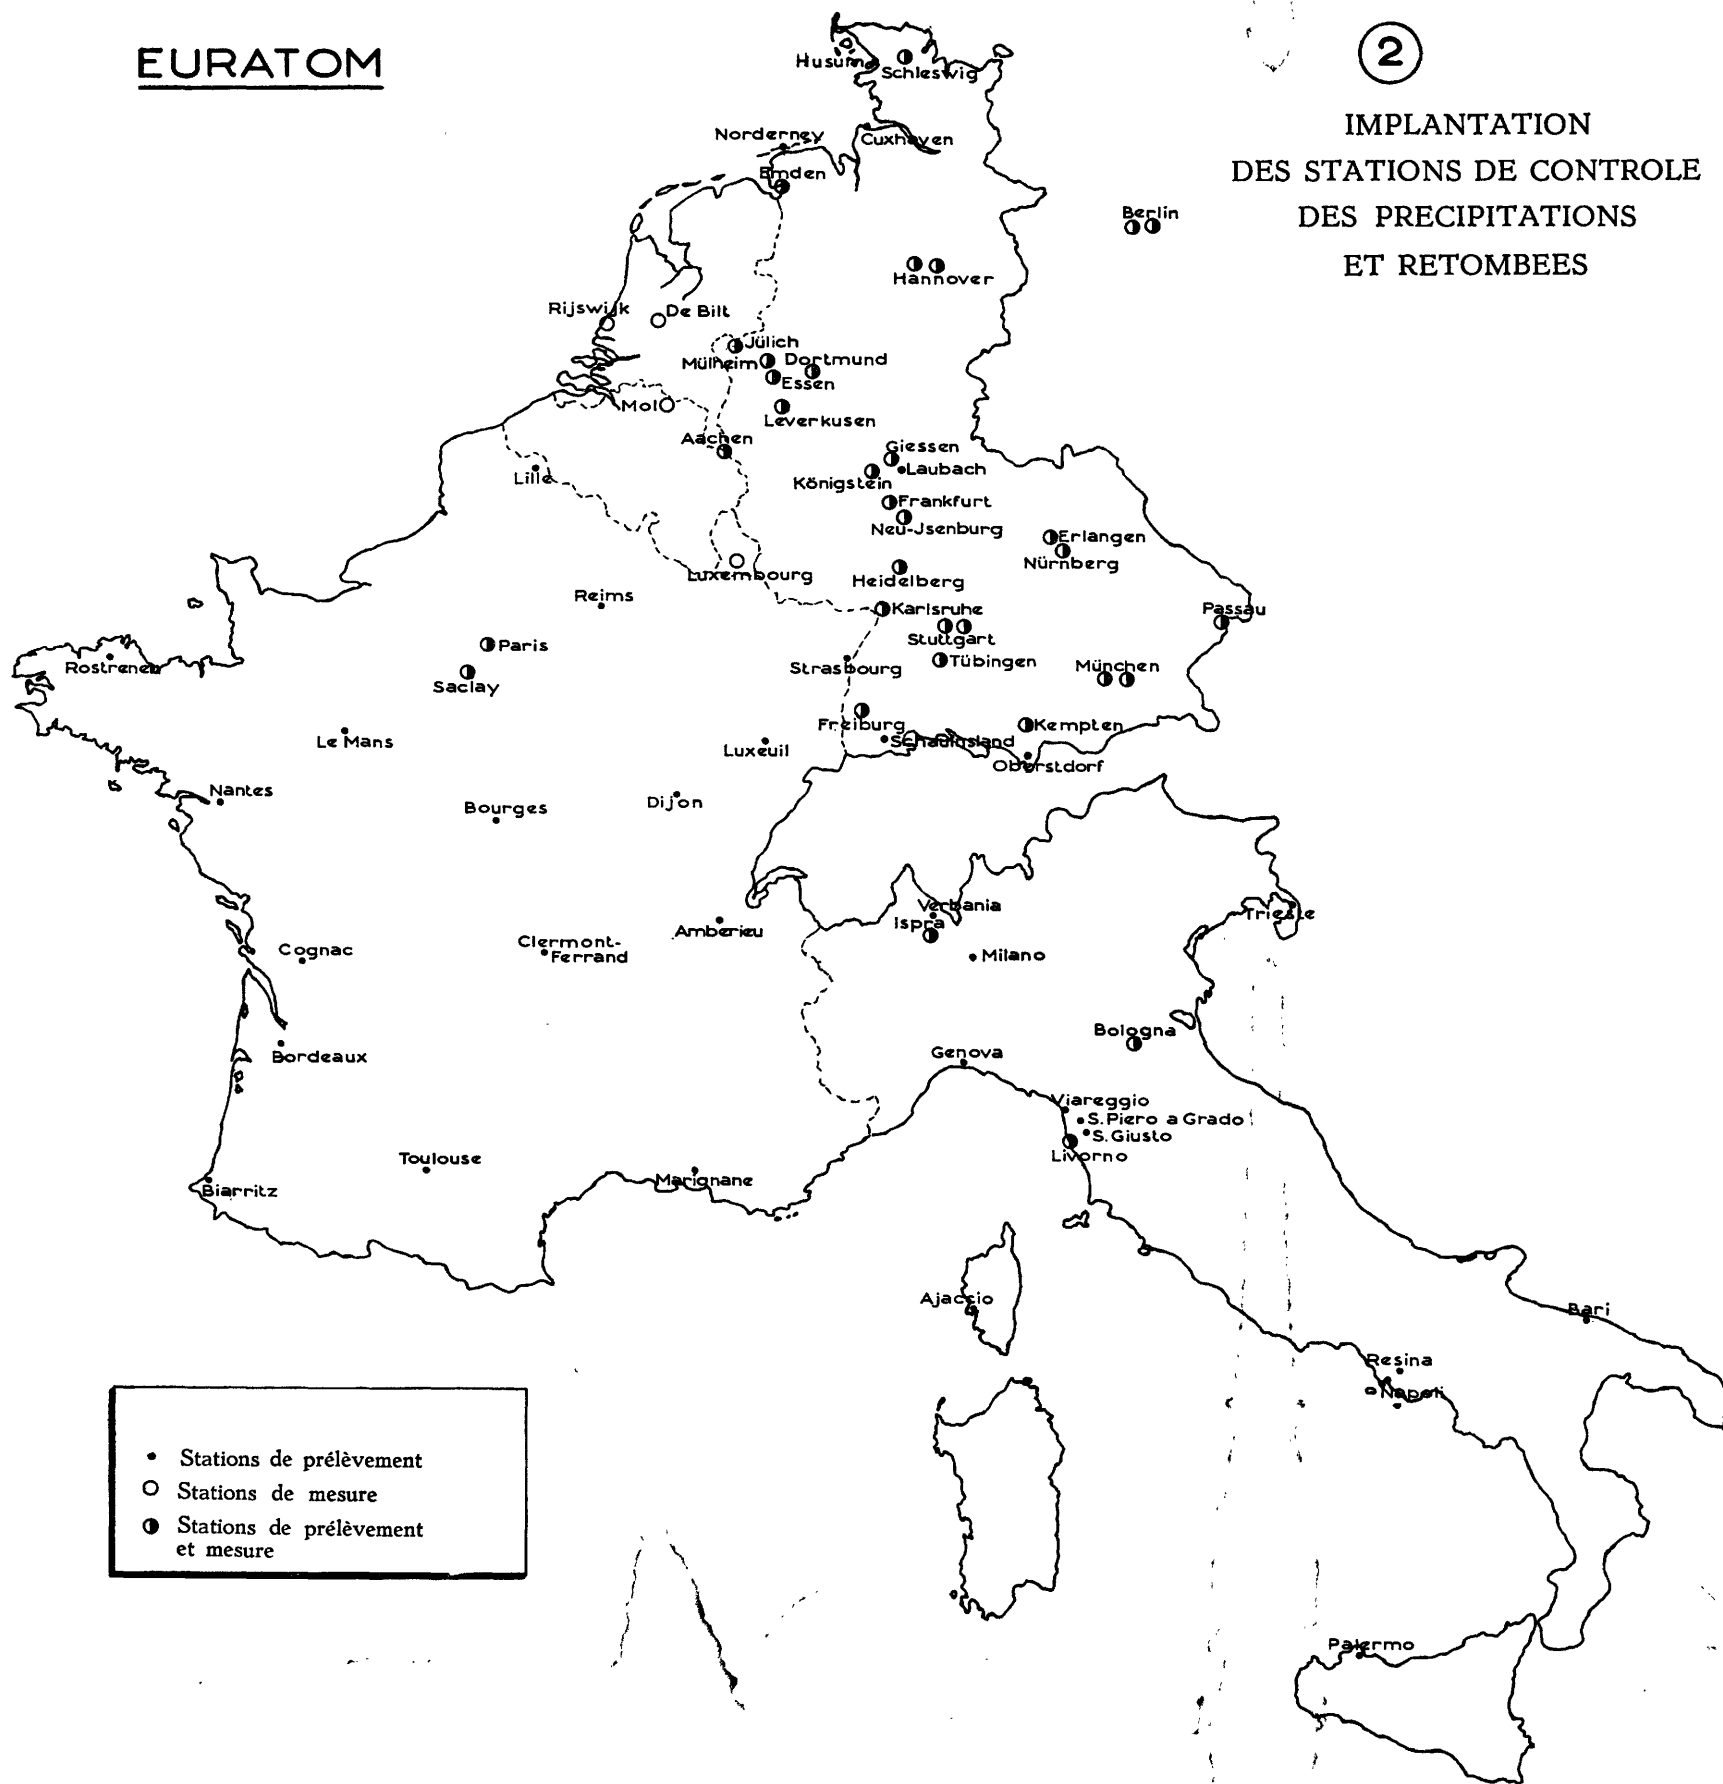 EURATOM
2
IMPLANTATION
DES STATIONS DE CONTROLE
DES PRECIPITATIONS
ET RETOMBEES
Husum
Schleswig
Norderney
Cuxhaven
Emden
Berlin
Hannover
Rijswijk
De Bilt
Jülich
Mülheim
Dortmund
Essen
Mol
Leverkusen
Aachen
Giessen
Laubach
Lille
Königstein
Frankfurt
Neu-Jsenburg
Erlangen
Nürnberg
Luxembourg
Heidelberg
Reims
Karlsruhe
Passau
Stuttgart
Paris
Rostrenen
Strasbourg
Tübingen
München
Saclay
Freiburg
Kempten
Le Mans
Luxeuil
Schauinsland
Oberstdorf
Nantes
Bourges
Dijon
Verbania
Trieste
Ispra
Amberieu
Cognac
Clermont-
Ferrand
Milano
Bologna
Bordeaux
Genova
Viareggio
S. Piero a Grado
S. Giusto
Livorno
Toulouse
Marignane
Biarritz
Ajaccio
Bari
Resina
Napoli
Stations de prélèvement
Stations de mesure
Stations de prélèvement
et mesure
Palermo